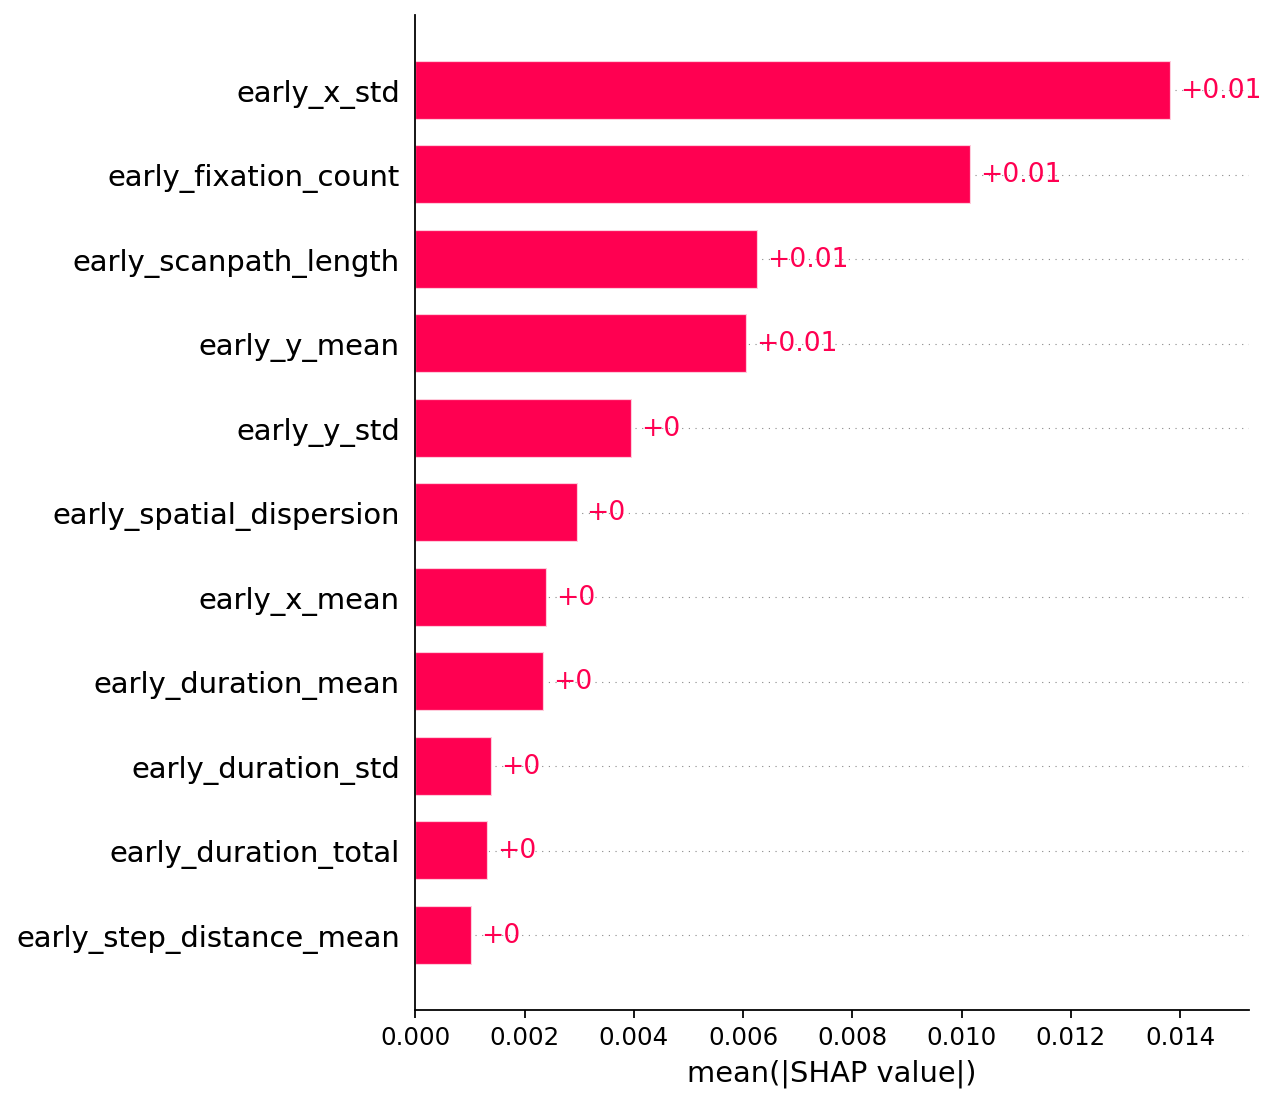 early_x_std +0.01
early_fixation_count +0.01
early_scanpath_length +0.01
early_y_mean +0.01
early_y_std +0
early_spatial_dispersion +0
early_x_mean +0
early_duration_mean +0
early_duration_std +0
early_duration_total +0
early_step_distance_mean +0
0.000 0.002 0.004 0.006 0.008 0.010 0.012 0.014
mean(|SHAP value|)